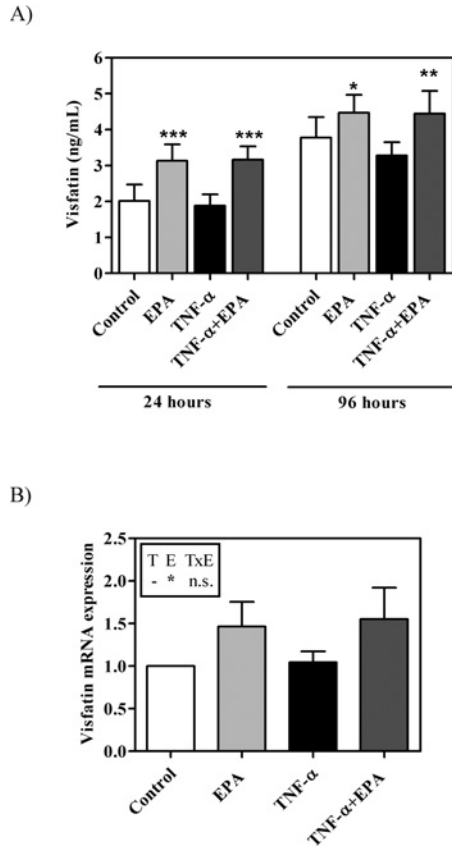 A)
Visfatin (ng/mL)
6
5
4
3
2
1
0
***
***
*
**
Control
EPA
TNF-α
TNF-α+EPA
Control
EPA
TNF-α
TNF-α+EPA
24 hours
96 hours
B)
Visfatin mRNA expression
2.5
2.0
1.5
1.0
0.5
0.0
T E TxE
- * n.s.
Control
EPA
TNF-α
TNF-α+EPA